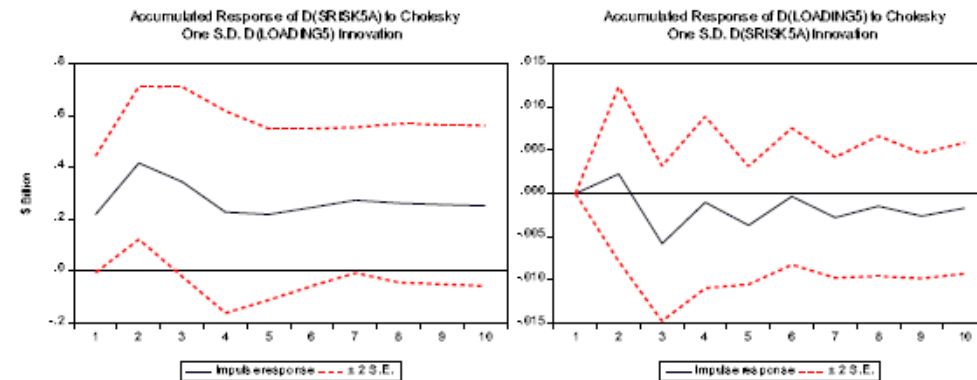 Accumulated Response of D(SRISK5A) to Cholesky
One S.D. D(LOADING5) Innovation
.8
.6
.4
.2
.0
-.2
$ Billion
1 2 3 4 5 6 7 8 9 10
Impulse response ± 2 S.E.
Accumulated Response of D(LOADING5) to Cholesky
One S.D. D(SRISK5A) Innovation
.015
.010
.005
.000
-.005
-.010
-.015
1 2 3 4 5 6 7 8 9 10
Impulse response ± 2 S.E.